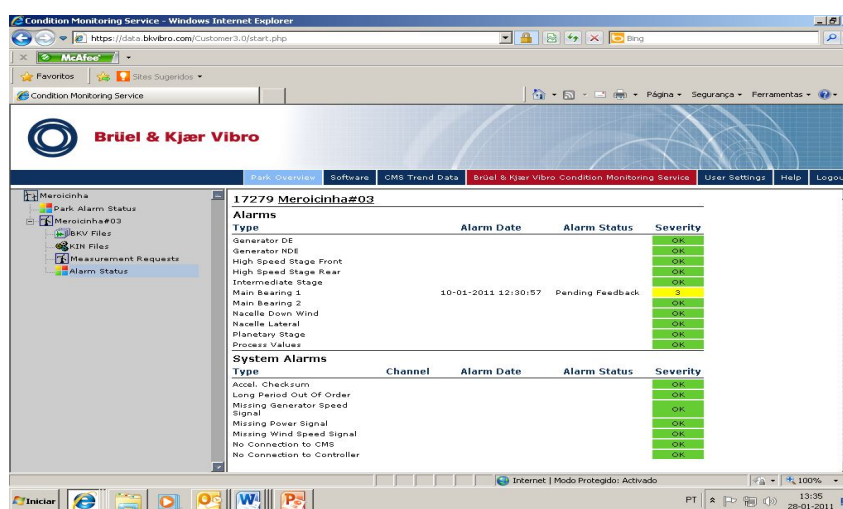 Condition Monitoring Service - Windows Internet Explorer
https://data.bkvibro.com/Customer3.0/start.php
Bing
McAfee
Favoritos
Sites Sugeridos
Condition Monitoring Service
Página
Segurança
Ferramentas
Brüel & Kjær Vibro
Park Overview Software CMS Trend Data Brüel & Kjær Vibro Condition Monitoring Service User Settings Help Logou
Meroicinha
Park Alarm Status
Meroicinha#03
BKV Files
KIN Files
Measurement Requests
Alarm Status
17279 Meroicinha#03
Alarms
Type Alarm Date Alarm Status Severity
Generator DE OK
Generator NDE OK
High Speed Stage Front OK
High Speed Stage Rear OK
Intermediate Stage OK
Main Bearing 1 10-01-2011 12:30:57 Pending Feedback 3
Main Bearing 2 OK
Nacelle Down Wind OK
Nacelle Lateral OK
Planetary Stage OK
Process Values OK
System Alarms
Type Channel Alarm Date Alarm Status Severity
Accel. Checksum OK
Long Period Out Of Order OK
Missing Generator Speed
Signal OK
Missing Power Signal OK
Missing Wind Speed Signal OK
No Connection to CMS OK
No Connection to Controller OK
Internet | Modo Protegido: Activado
100%
Iniciar
PT
13:35
28-01-2011